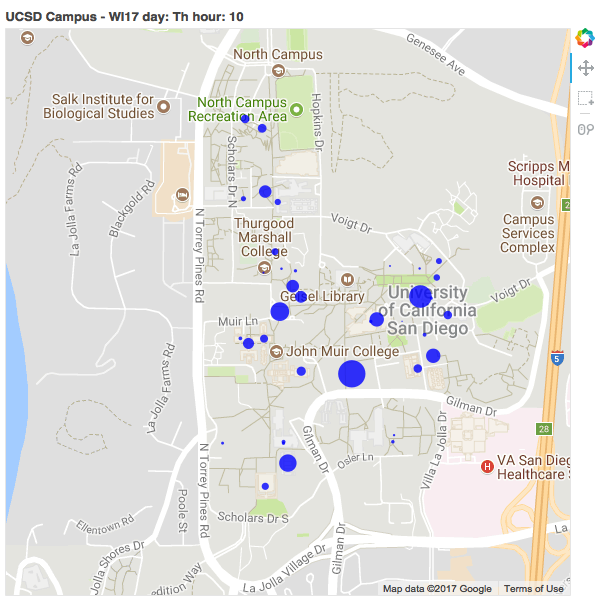 UCSD Campus - WI17 day: Th hour: 10
Genesee Ave
North Campus
Salk Institute for
Biological Studies
North Campus
Recreation Area
Hopkins Dr
Scholars Dr N
La Jolla Farms Rd
Blackgold Rd
Scripps M
Hospital
N Torrey Pines Rd
Voigt Dr
Campus
Services
Complex
Thurgood
Marshall
College
Geisel Library
University
of California
San Diego
Voigt Dr
Muir Ln
John Muir College
La Jolla Farms Rd
5
Gilman Dr
28
N Torrey Pines Rd
Gilman Dr
Osler Ln
Villa La Jolla Dr
H
VA San Dieg
Healthcare
Poole St
Ellentown Rd
Scholars Dr S
La Jolla Shores Dr
Gilman Dr
La
edition Way
La Jolla Village Dr
Map data ©2017 Google Terms of Use